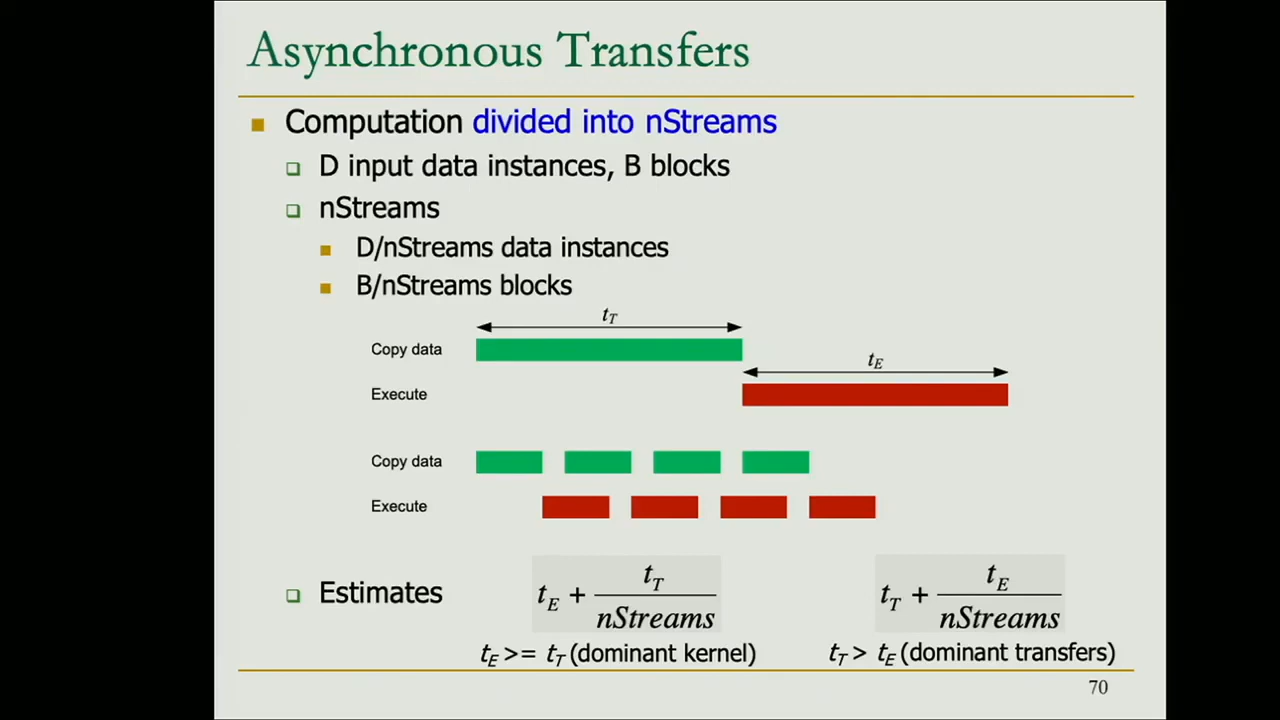 Asynchronous Transfers
Computation divided into nStreams
D input data instances, B blocks
nStreams
D/nStreams data instances
B/nStreams blocks
t_T
Copy data
t_E
Execute
Copy data
Execute
Estimates
t_E + t_T / nStreams
t_T + t_E / nStreams
t_E >= t_T (dominant kernel)
t_T > t_E (dominant transfers)
70